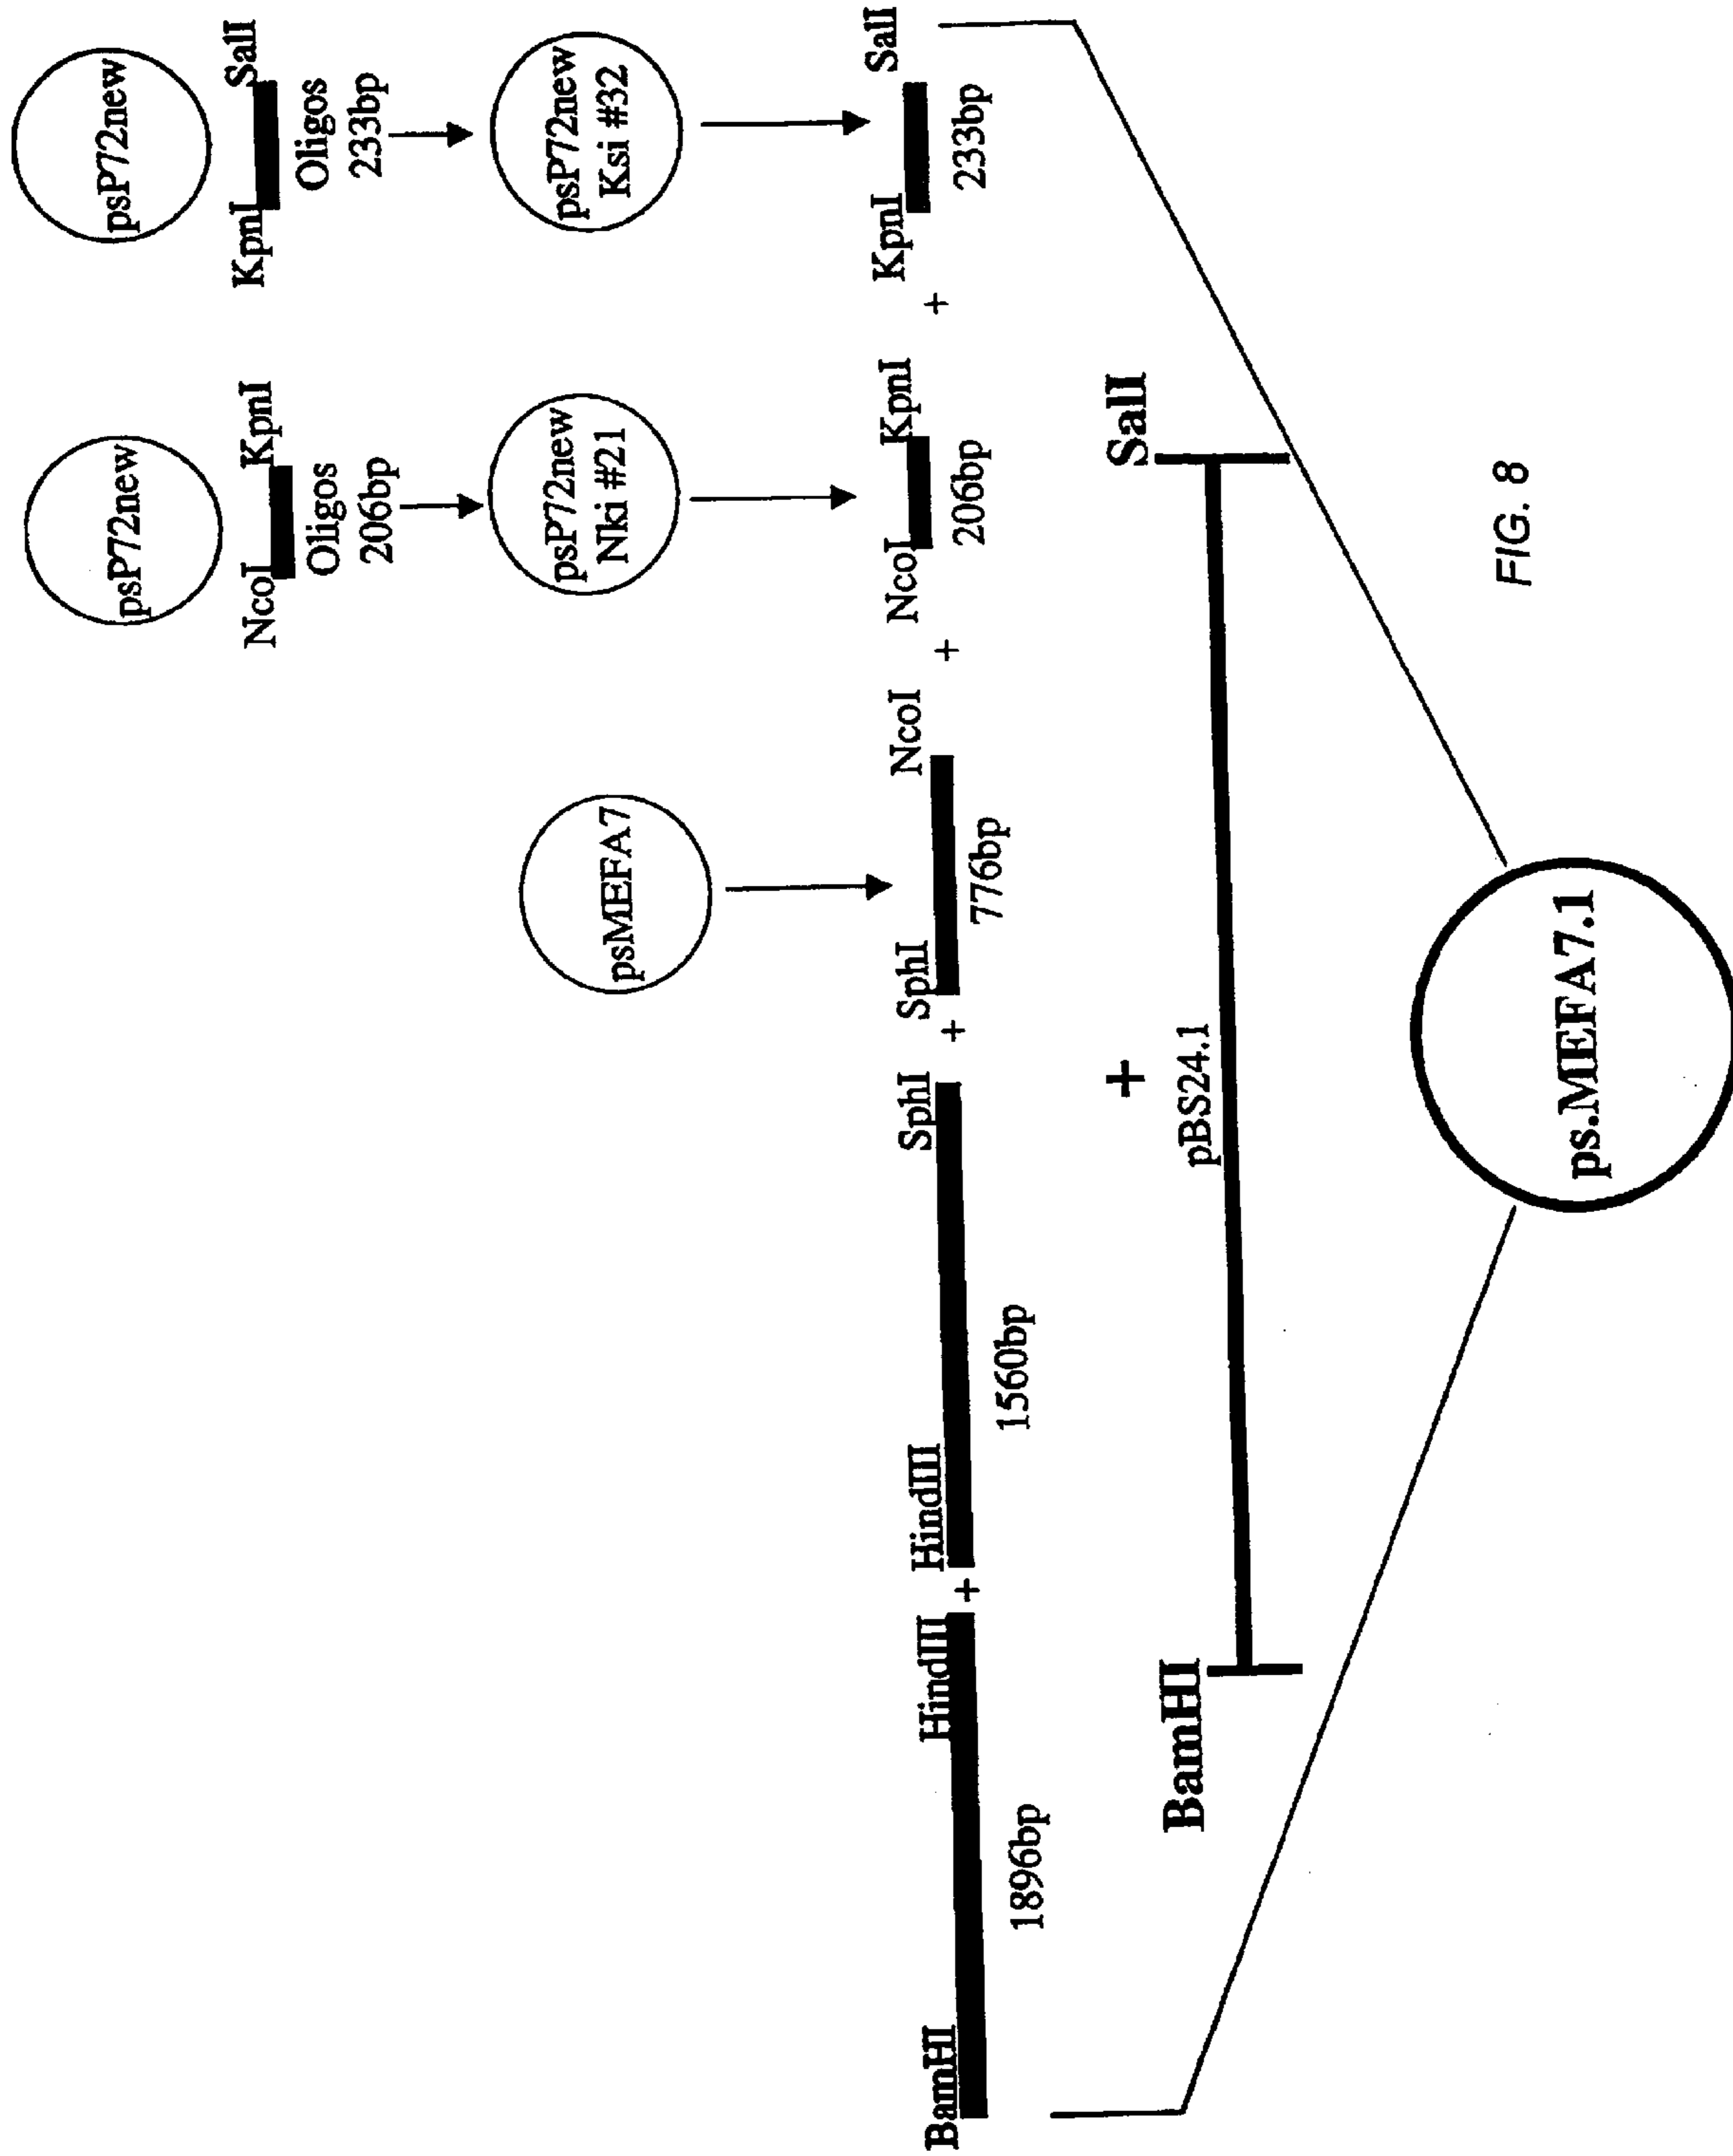 psP72new
psP72new
NcoI KpnI
KpnI SalI
Oligos
206bp
Oligos
233bp
psMEFA7
psP72new
Nki #21
psP72new
Ksi #32
BamHI HindIII + HindIII SphI + SphI NcoI + NcoI KpnI + KpnI SalI
1896bp 1560bp 776bp 206bp 233bp
+
BamHI pBS24.1 SalI
ps.MEFA7.1
FIG. 8